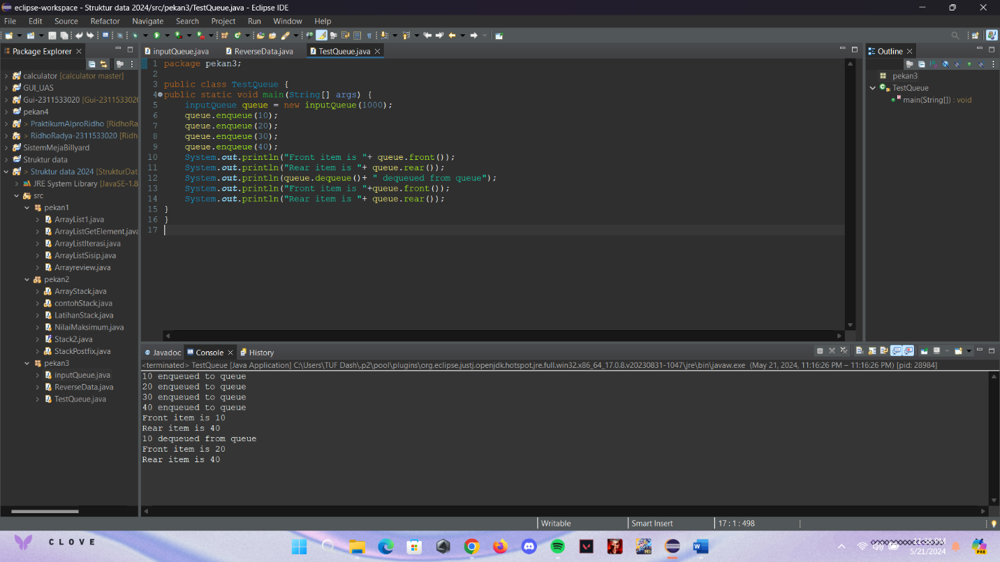 eclipse-workspace - Struktur data 2024/src/pekan3/TestQueue.java - Eclipse IDE
File Edit Source Refactor Navigate Search Project Run Window Help
Package Explorer
calculator [calculator master]
GUI_UAS
Gui-2311533020 [Gui-2311533020
pekan4
> PraktikumAlproRidho [RidhoRa
> RidhoRadya-2311533020 [Ridh
SistemMejaBillyard
Struktur data
> Struktur data 2024 [StrukturDat
JRE System Library [JavaSE-1.8
src
pekan1
ArrayList1.java
ArrayListGetElement.java
ArrayListIterasi.java
ArrayListSisip.java
Arrayreview.java
pekan2
ArrayStack.java
contohStack.java
LatihanStack.java
NilaiMaksimum.java
Stack2.java
StackPostfix.java
pekan3
inputQueue.java
ReverseData.java
TestQueue.java
inputQueue.java ReverseData.java TestQueue.java
1 package pekan3;
2
3 public class TestQueue {
4 public static void main(String[] args) {
5 inputQueue queue = new inputQueue(1000);
6 queue.enqueue(10);
7 queue.enqueue(20);
8 queue.enqueue(30);
9 queue.enqueue(40);
10 System.out.println("Front item is "+ queue.front());
11 System.out.println("Rear item is "+ queue.rear());
12 System.out.println(queue.dequeue()+ " dequeued from queue");
13 System.out.println("Front item is "+queue.front());
14 System.out.println("Rear item is "+ queue.rear());
15 }
16 }
17
Outline
pekan3
TestQueue
main(String[]) : void
Javadoc Console History
<terminated> TestQueue [Java Application] C:\Users\TUF Dash\.p2\pool\plugins\org.eclipse.justj.openjdk.hotspot.jre.full.win32.x86_64_17.0.8.v20230831-1047\jre\bin\javaw.exe (May 21, 2024, 11:16:26 PM – 11:16:26 PM) [pid: 28984]
10 enqueued to queue
20 enqueued to queue
30 enqueued to queue
40 enqueued to queue
Front item is 10
Rear item is 40
10 dequeued from queue
Front item is 20
Rear item is 40
Writable Smart Insert 17 : 1 : 498
CLOVE
5/21/2024
PRE